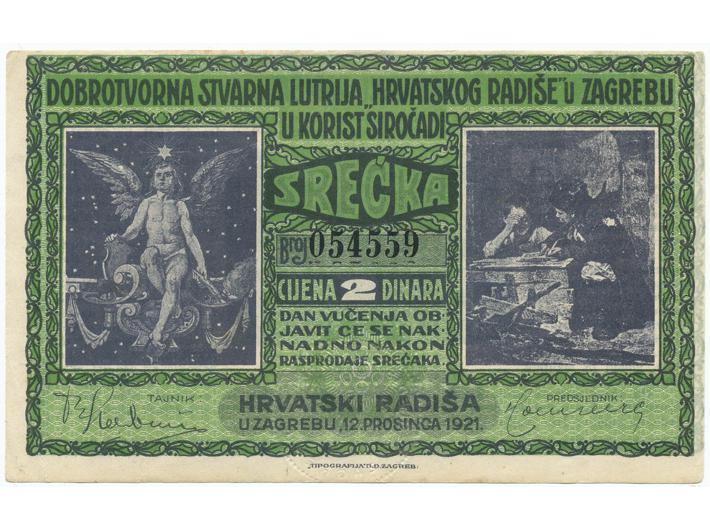 DOBROTVORNA STVARNA LUTRIJA „HRVATSKOG RADIŠE" U ZAGREBU
U KORIST SIROČADI
SREĆKA
Broj 054559
CIJENA 2 DINARA
DAN VUČENJA OB-
JAVIT ĆE SE NAK-
NADNO NAKON
RASPRODAJE SREĆAKA.
TAJNIK:
PREDSJEDNIK:
HRVATSKI RADIŠA
U ZAGREBU, 12. PROSINCA 1921.
„TIPOGRAFIJA" D.D. ZAGREB.